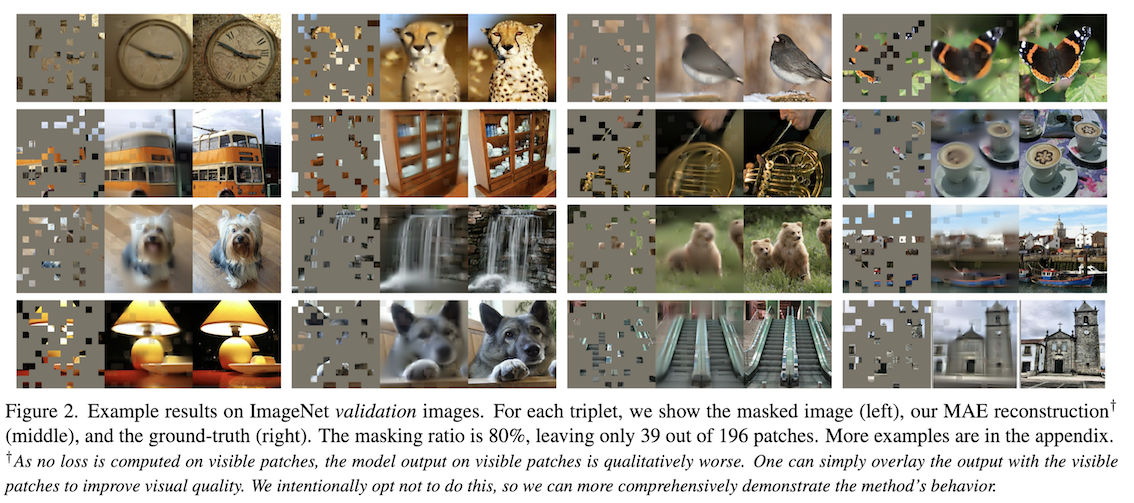 Figure 2. Example results on ImageNet validation images. For each triplet, we show the masked image (left), our MAE reconstruction†
(middle), and the ground-truth (right). The masking ratio is 80%, leaving only 39 out of 196 patches. More examples are in the appendix.
†As no loss is computed on visible patches, the model output on visible patches is qualitatively worse. One can simply overlay the output with the visible
patches to improve visual quality. We intentionally opt not to do this, so we can more comprehensively demonstrate the method's behavior.